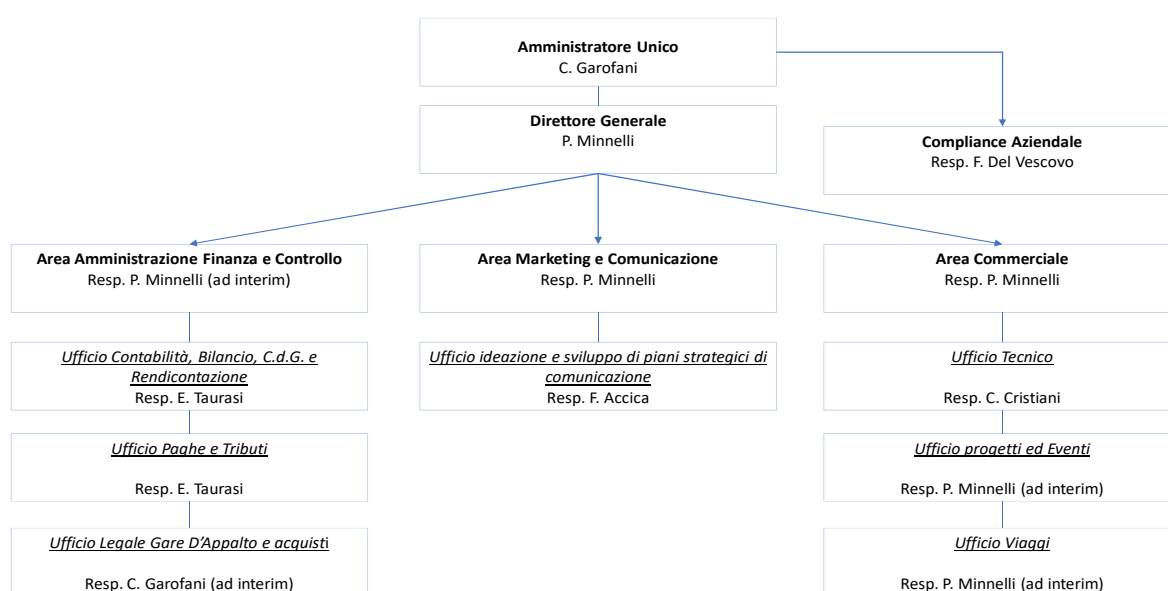 Amministratore Unico
C. Garofani
Direttore Generale
P. Minnelli
Compliance Aziendale
Resp. F. Del Vescovo
Area Amministrazione Finanza e Controllo
Resp. P. Minnelli (ad interim)
Area Marketing e Comunicazione
Resp. P. Minnelli
Area Commerciale
Resp. P. Minnelli
Ufficio Contabilità, Bilancio, C.d.G. e
Rendicontazione
Resp. E. Taurasi
Ufficio ideazione e sviluppo di piani strategici di
comunicazione
Resp. F. Accica
Ufficio Tecnico
Resp. C. Cristiani
Ufficio Paghe e Tributi
Resp. E. Taurasi
Ufficio progetti ed Eventi
Resp. P. Minnelli (ad interim)
Ufficio Legale Gare D’Appalto e acquisti
Resp. C. Garofani (ad interim)
Ufficio Viaggi
Resp. P. Minnelli (ad interim)